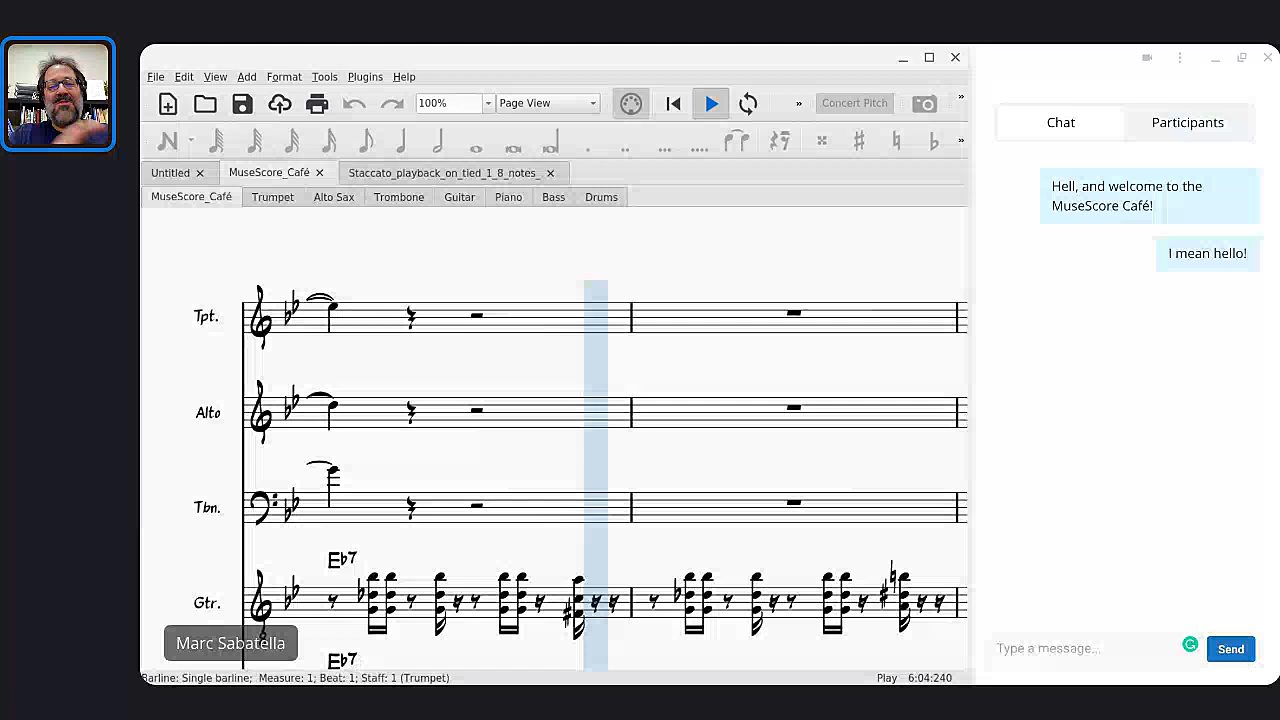 File Edit View Add Format Tools Plugins Help
100% Page View Concert Pitch
Untitled MuseScore_Café Staccato_playback_on_tied_1_8_notes_
MuseScore_Café Trumpet Alto Sax Trombone Guitar Piano Bass Drums
Tpt.
Alto
Tbn.
Eb7
Gtr.
Marc Sabatella
Eb7
Barline: Single barline; Measure: 1; Beat: 1; Staff: 1 (Trumpet) Play 6:04:240
Chat Participants
Hell, and welcome to the
MuseScore Café!
I mean hello!
Type a message... Send